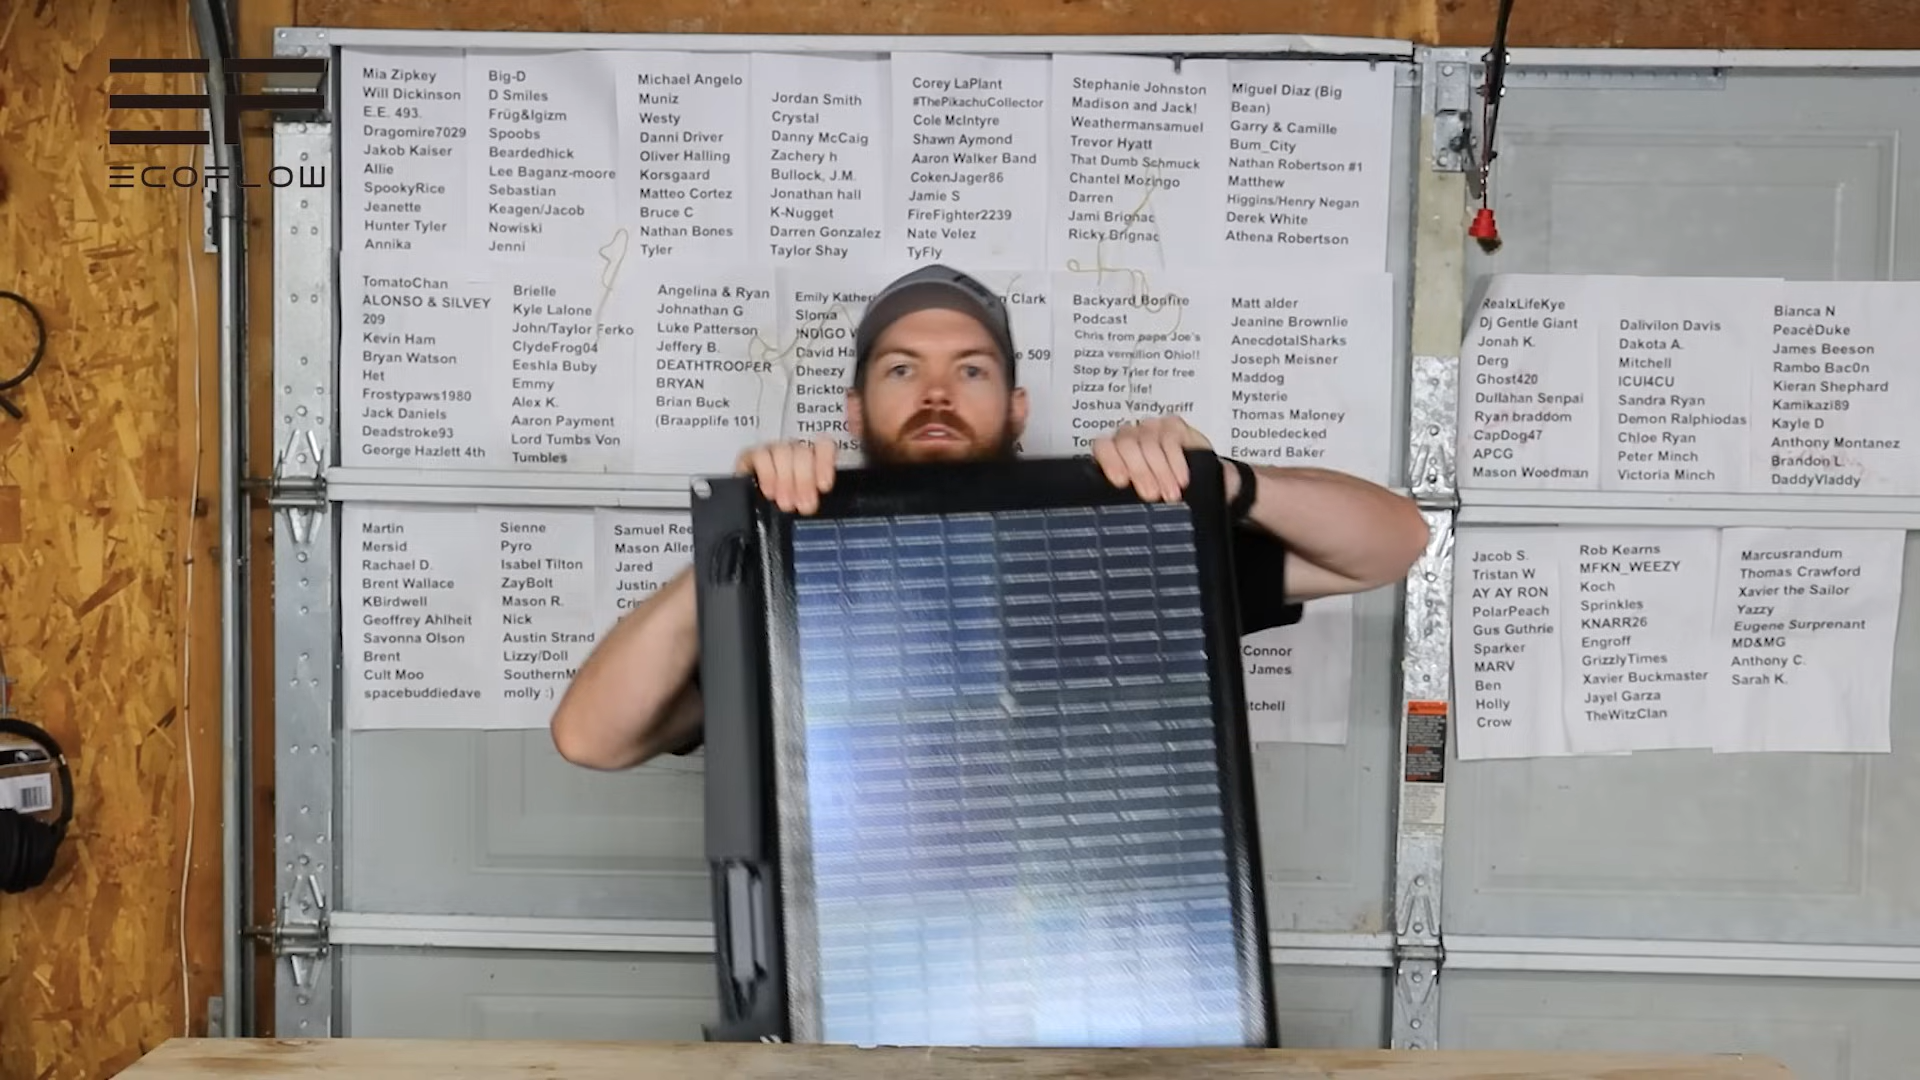 ECOFLOW
Mia Zipkey
Will Dickinson
E.E. 493.
Dragomire7029
Jakob Kaiser
Allie
SpookyRice
Jeanette
Hunter Tyler
Annika
Big-D
D Smiles
Früg&Igizm
Spoobs
Beardedhick
Lee Baganz-moore
Sebastian
Keagen/Jacob
Nowiski
Jenni
Michael Angelo
Muniz
Westy
Danni Driver
Oliver Halling
Korsgaard
Matteo Cortez
Bruce C
Nathan Bones
Tyler
Jordan Smith
Crystal
Danny McCaig
Zachery h
Bullock, J.M.
Jonathan hall
K-Nugget
Darren Gonzalez
Taylor Shay
Corey LaPlant
#ThePikachuCollector
Cole McIntyre
Shawn Aymond
Aaron Walker Band
CokenJager86
Jamie S
FireFighter2239
Nate Velez
TyFly
Stephanie Johnston
Madison and Jack!
Weathermansamuel
Trevor Hyatt
That Dumb Schmuck
Chantel Mozingo
Darren
Jami Brignac
Ricky Brignac
Miguel Diaz (Big
Bean)
Garry & Camille
Bum_City
Nathan Robertson #1
Matthew
Higgins/Henry Negan
Derek White
Athena Robertson
TomatoChan
ALONSO & SILVEY
209
Kevin Ham
Bryan Watson
Het
Frostypaws1980
Jack Daniels
Deadstroke93
George Hazlett 4th
Brielle
Kyle Lalone
John/Taylor Ferko
ClydeFrog04
Eeshla Buby
Emmy
Alex K.
Aaron Payment
Lord Tumbs Von
Tumbles
Angelina & Ryan
Johnathan G
Luke Patterson
Jeffery B.
DEATHTROOPER
BRYAN
Brian Buck
(Braapplife 101)
Emily
Sloma
INDIGO
David
Dheezy
Barack
Clark
509
Backyard Bonfire
Podcast
Chris from papa Joe's
pizza vermilion Ohio!!
Stop by Tyler for free
pizza for life!
Joshua Vandygriff
Cooper's
Matt alder
Jeanine Brownlie
AnecdotalSharks
Joseph Meisner
Maddog
Mysterie
Thomas Maloney
Doubledecked
Edward Baker
RealxLifeKye
Dj Gentle Giant
Jonah K.
Derg
Ghost420
Dullahan Senpai
Ryan braddom
CapDog47
APCG
Mason Woodman
Dalivilon Davis
Dakota A.
Mitchell
ICUI4CU
Sandra Ryan
Demon Ralphiodas
Chloe Ryan
Peter Minch
Victoria Minch
Bianca N
PeaceDuke
James Beeson
Rambo Bac0n
Kieran Shephard
Kamikazi89
Kayle D
Anthony Montanez
Brandon L.
DaddyVladdy
Martin
Mersid
Rachael D.
Brent Wallace
KBirdwell
Geoffrey Ahlheit
Savonna Olson
Brent
Cult Moo
spacebuddiedave
Sienne
Pyro
Isabel Tilton
ZayBolt
Mason R.
Nick
Austin Strand
Lizzy/Doll
molly :)
Samuel
Mason
Jared
Justin
James
Jacob S.
Tristan W
AY AY RON
PolarPeach
Gus Guthrie
Sparker
MARV
Ben
Holly
Crow
Rob Kearns
MFKN_WEEZY
Koch
Sprinkles
KNARR26
Engroff
GrizzlyTimes
Xavier Buckmaster
Jayel Garza
TheWitzClan
Marcusrandum
Thomas Crawford
Xavier the Sailor
Yazzy
Eugene Surprenant
MD&MG
Anthony C.
Sarah K.